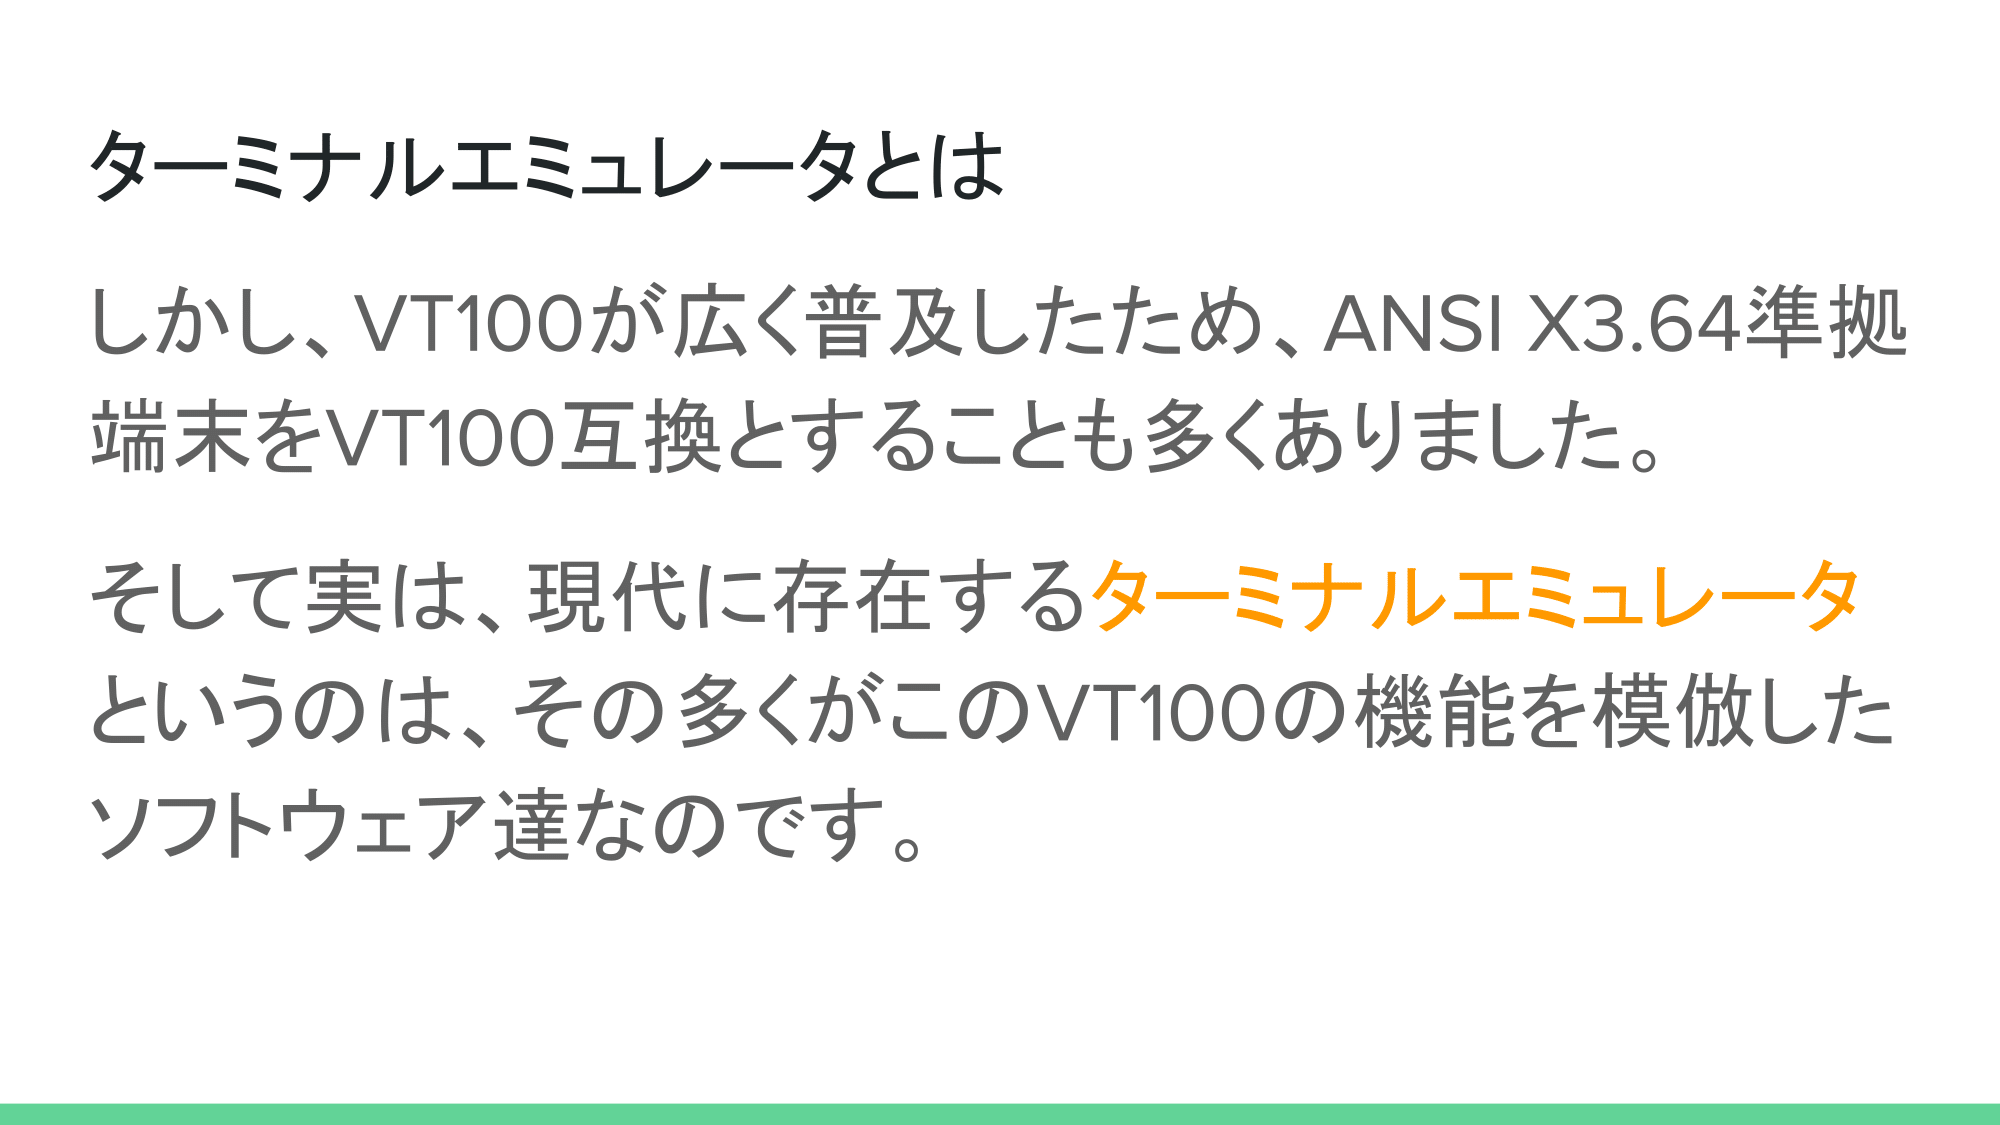 ターミナルエミュレータとは
しかし、VT100が広く普及したため、ANSI X3.64準拠
端末をVT100互換とすることも多くありました。
そして実は、現代に存在するターミナルエミュレータ
というのは、その多くがこのVT100の機能を模倣した
ソフトウェア達なのです。